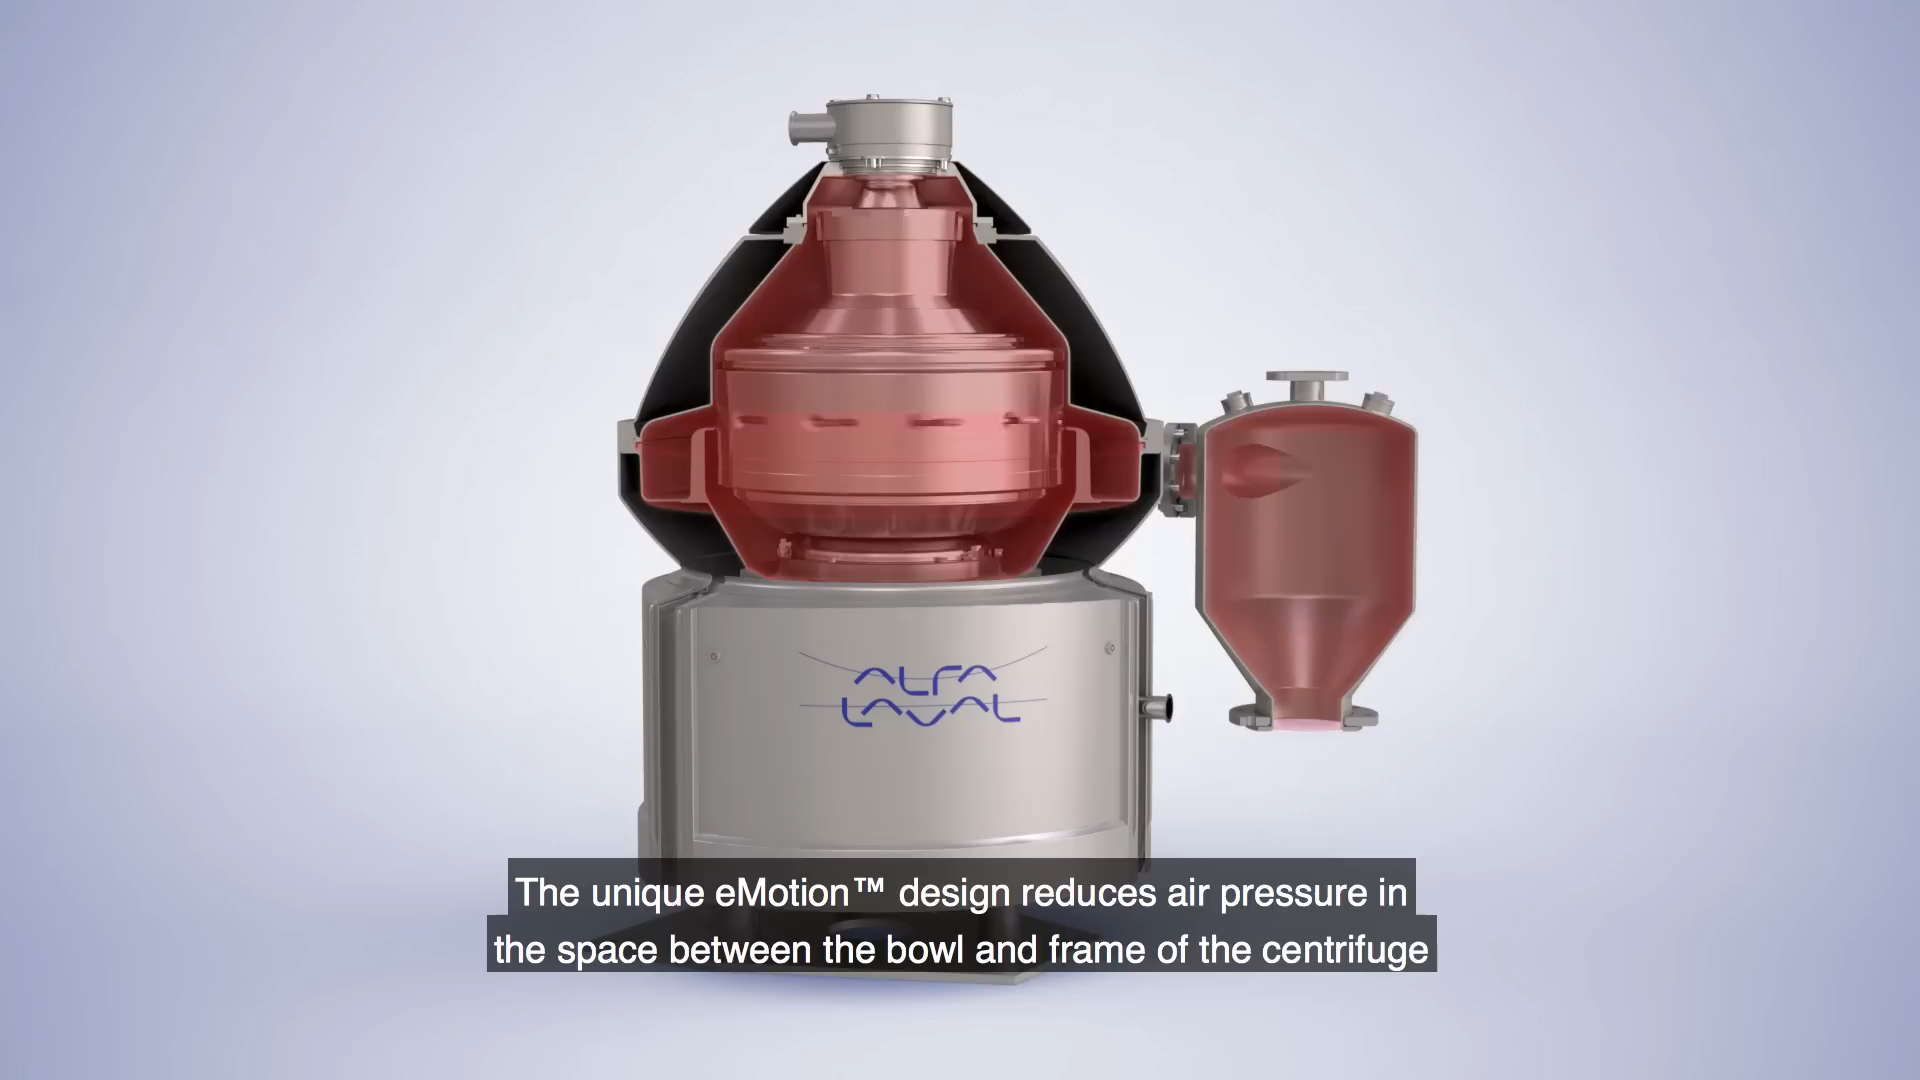 ALFA
LAVAL
The unique eMotion™ design reduces air pressure in
the space between the bowl and frame of the centrifuge